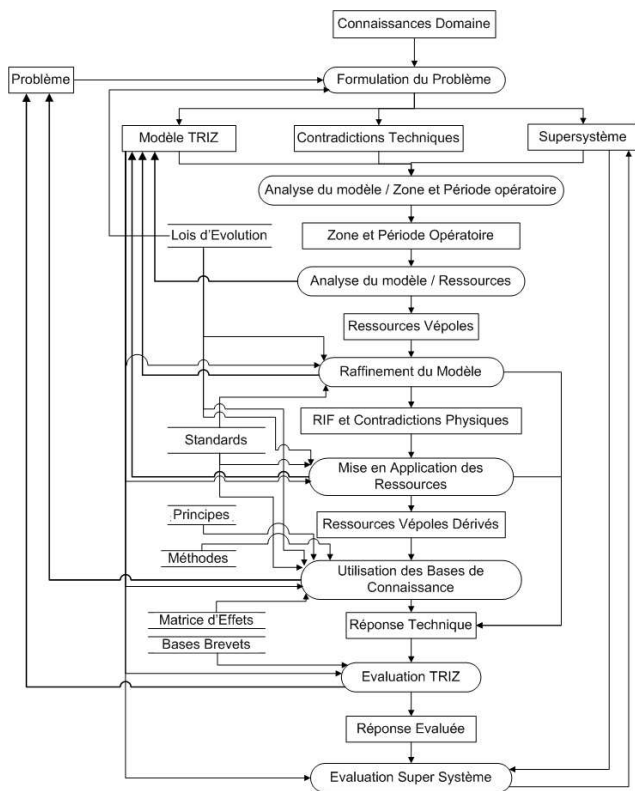 Connaissances Domaine
Problème
Formulation du Problème
Modèle TRIZ
Contradictions Techniques
Supersystème
Analyse du modèle / Zone et Période opératoire
Lois d'Evolution
Zone et Période Opératoire
Analyse du modèle / Ressources
Ressources Vépoles
Raffinement du Modèle
RIF et Contradictions Physiques
Standards
Mise en Application des
Ressources
Principes
Ressources Vépoles Dérivés
Méthodes
Utilisation des Bases de
Connaissance
Matrice d'Effets
Réponse Technique
Bases Brevets
Evaluation TRIZ
Réponse Evaluée
Evaluation Super Système